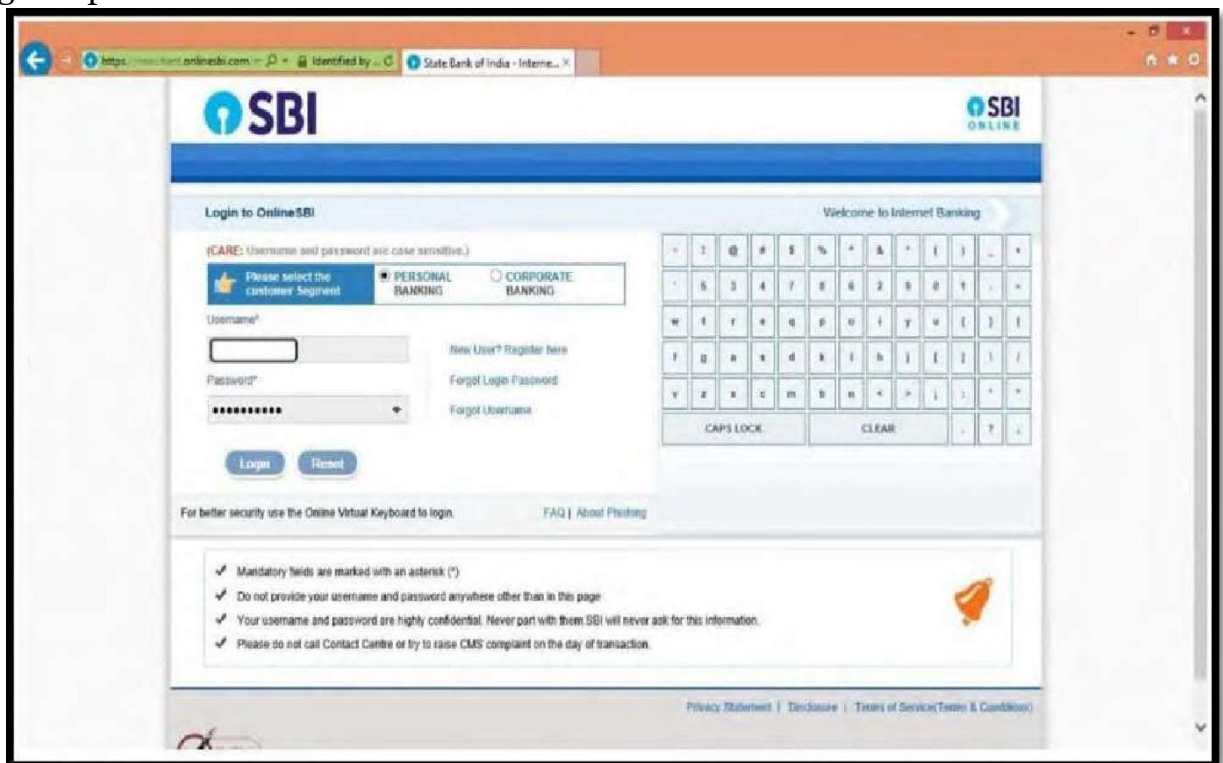 onlinesbi.com
Identified by
State Bank of India - Interne...
SBI
SBI
ONLINE
Login to OnlineSBI
Welcome to Internet Banking
(CARE: Username and password are case sensitive.)
Please select the customer Segment
PERSONAL BANKING
CORPORATE BANKING
Username*
New User? Register here
Password*
Forgot Login Password
Forgot Username
CAPS LOCK
CLEAR
Login
Reset
For better security use the Online Virtual Keyboard to login.
FAQ | About Phishing
Mandatory fields are marked with an asterisk (*)
Do not provide your username and password anywhere other than in this page
Your username and password are highly confidential. Never part with them. SBI will never ask for this information.
Please do not call Contact Centre or try to raise CMS complaint on the day of transaction.
Privacy Statement | Disclosure | Terms of Service(Terms & Conditions)